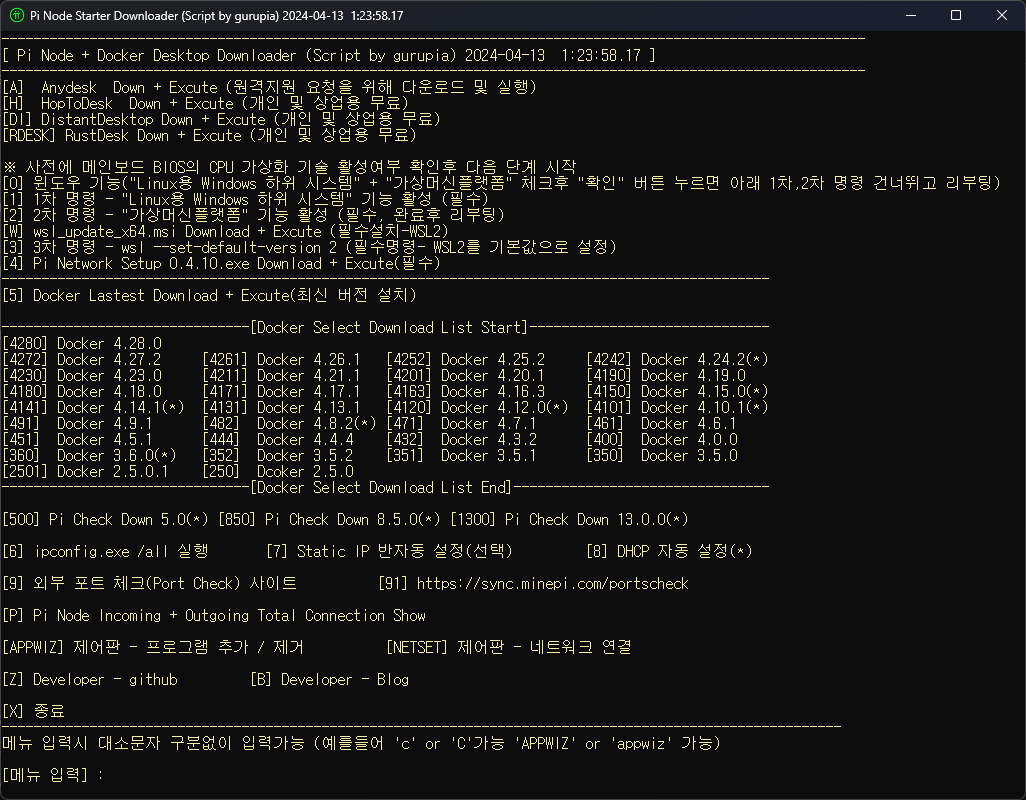 Pi Node Starter Downloader (Script by gurupia) 2024-04-13  1:23:58.17
[ Pi Node + Docker Desktop Downloader (Script by gurupia) 2024-04-13  1:23:58.17 ]
[A]  Anydesk  Down + Excute (원격지원 요청을 위해 다운로드 및 실행)
[H]  HopToDesk  Down + Excute (개인 및 상업용 무료)
[DI] DistantDesktop Down + Excute (개인 및 상업용 무료)
[RDESK] RustDesk Down + Excute (개인 및 상업용 무료)
※ 사전에 메인보드 BIOS의 CPU 가상화 기술 활성여부 확인후 다음 단계 시작
[0] 윈도우 기능("Linux용 Windows 하위 시스템" + "가상머신플랫폼" 체크후 "확인" 버튼 누르면 아래 1차,2차 명령 건너뛰고 리부팅)
[1] 1차 명령 - "Linux용 Windows 하위 시스템" 기능 활성 (필수)
[2] 2차 명령 - "가상머신플랫폼" 기능 활성 (필수, 완료후 리부팅)
[W] wsl_update_x64.msi Download + Excute (필수설치-WSL2)
[3] 3차 명령 - wsl --set-default-version 2 (필수명령- WSL2를 기본값으로 설정)
[4] Pi Network Setup 0.4.10.exe Download + Excute(필수)
[5] Docker Lastest Download + Excute(최신 버전 설치)
-------------------------------[Docker Select Download List Start]------------------------------
[4280] Docker 4.28.0
[4272] Docker 4.27.2     [4261] Docker 4.26.1   [4252] Docker 4.25.2     [4242] Docker 4.24.2(*)
[4230] Docker 4.23.0     [4211] Docker 4.21.1   [4201] Docker 4.20.1     [4190] Docker 4.19.0
[4180] Docker 4.18.0     [4171] Docker 4.17.1   [4163] Docker 4.16.3     [4150] Docker 4.15.0(*)
[4141] Docker 4.14.1(*)  [4131] Docker 4.13.1   [4120] Docker 4.12.0(*)  [4101] Docker 4.10.1(*)
[491]  Docker 4.9.1      [482]  Docker 4.8.2(*) [471]  Docker 4.7.1      [461]  Docker 4.6.1
[451]  Docker 4.5.1      [444]  Docker 4.4.4    [432]  Docker 4.3.2      [400]  Docker 4.0.0
[360]  Docker 3.6.0(*)   [352]  Docker 3.5.2    [351]  Docker 3.5.1      [350]  Docker 3.5.0
[2501] Docker 2.5.0.1    [250]  Dcoker 2.5.0
-------------------------------[Docker Select Download List End]--------------------------------
[500] Pi Check Down 5.0(*) [850] Pi Check Down 8.5.0(*) [1300] Pi Check Down 13.0.0(*)
[6] ipconfig.exe /all 실행       [7] Static IP 반자동 설정(선택)         [8] DHCP 자동 설정(*)
[9] 외부 포트 체크(Port Check) 사이트          [91] https://sync.minepi.com/portscheck
[P] Pi Node Incoming + Outgoing Total Connection Show
[APPWIZ] 제어판 - 프로그램 추가 / 제거          [NETSET] 제어판 - 네트워크 연결
[Z] Developer - github         [B] Developer - Blog
[X] 종료
메뉴 입력시 대소문자 구분없이 입력가능 (예를들어 'c' or 'C'가능 'APPWIZ' or 'appwiz' 가능)
[메뉴 입력] :